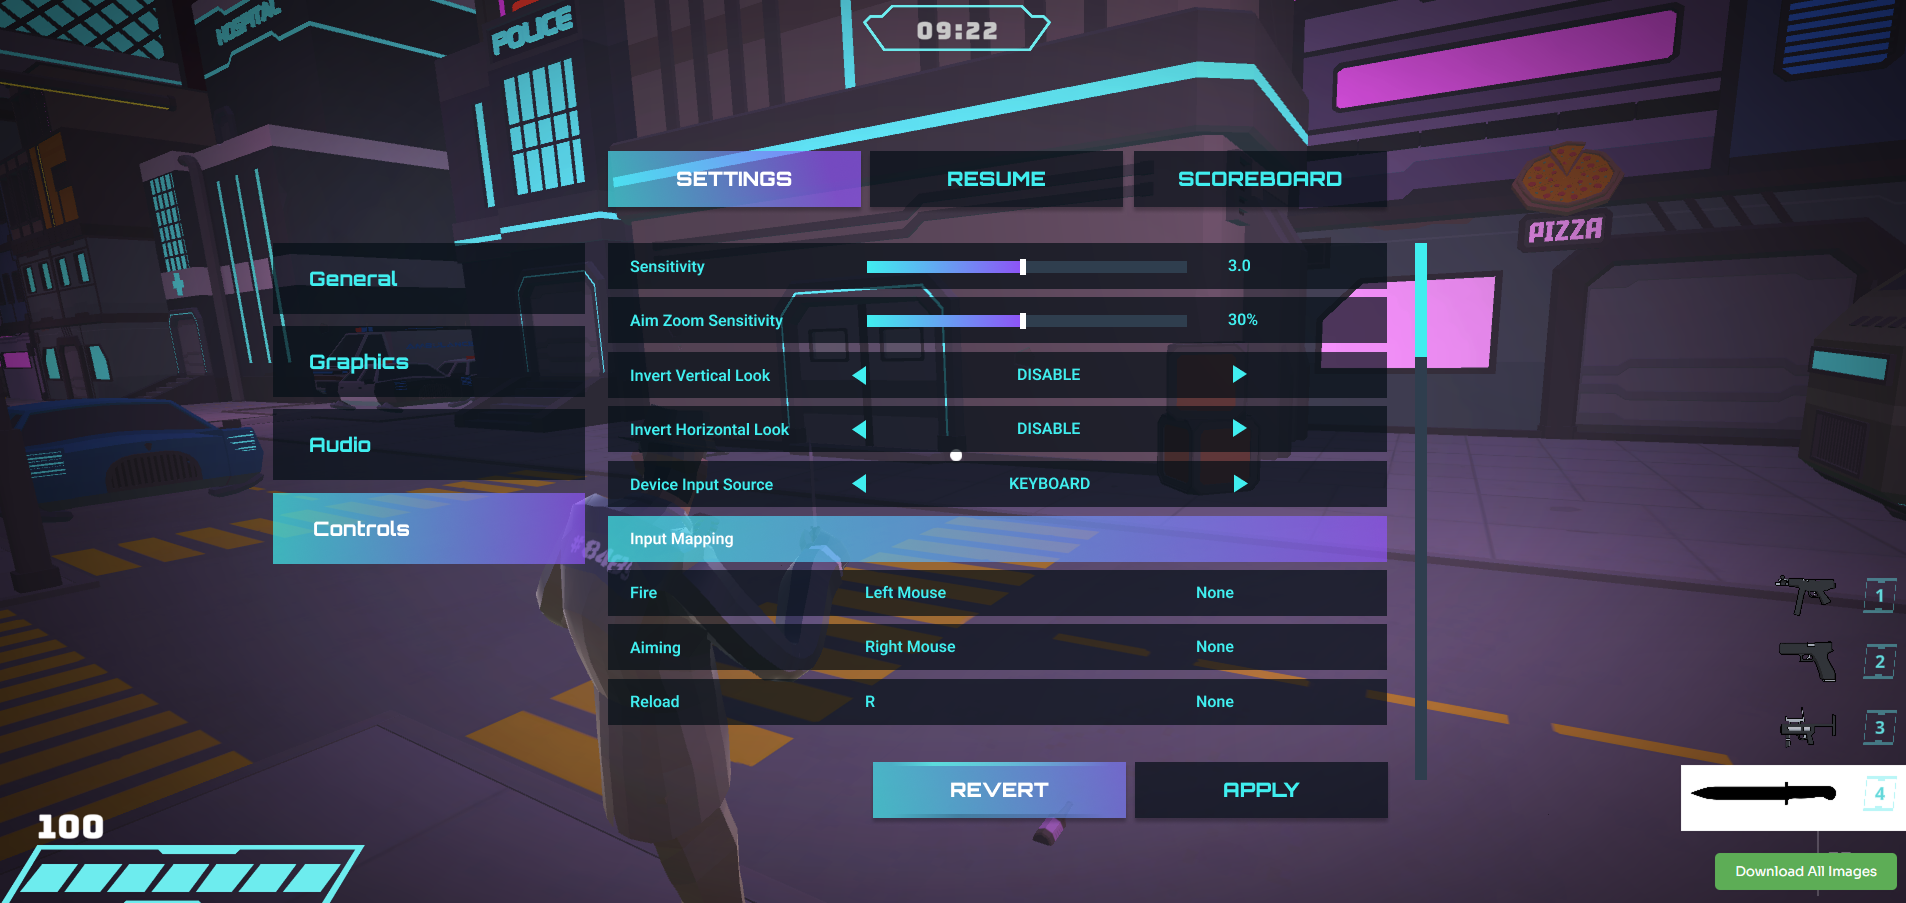 HOSPITAL
POLICE
09:22
SETTINGS
RESUME
SCOREBOARD
PIZZA
General
Graphics
Audio
Controls
Sensitivity
3.0
Aim Zoom Sensitivity
30%
Invert Vertical Look
DISABLE
Invert Horizontal Look
DISABLE
Device Input Source
KEYBOARD
Input Mapping
Fire
Left Mouse
None
Aiming
Right Mouse
None
Reload
R
None
1
2
3
4
REVERT
APPLY
100
Download All Images